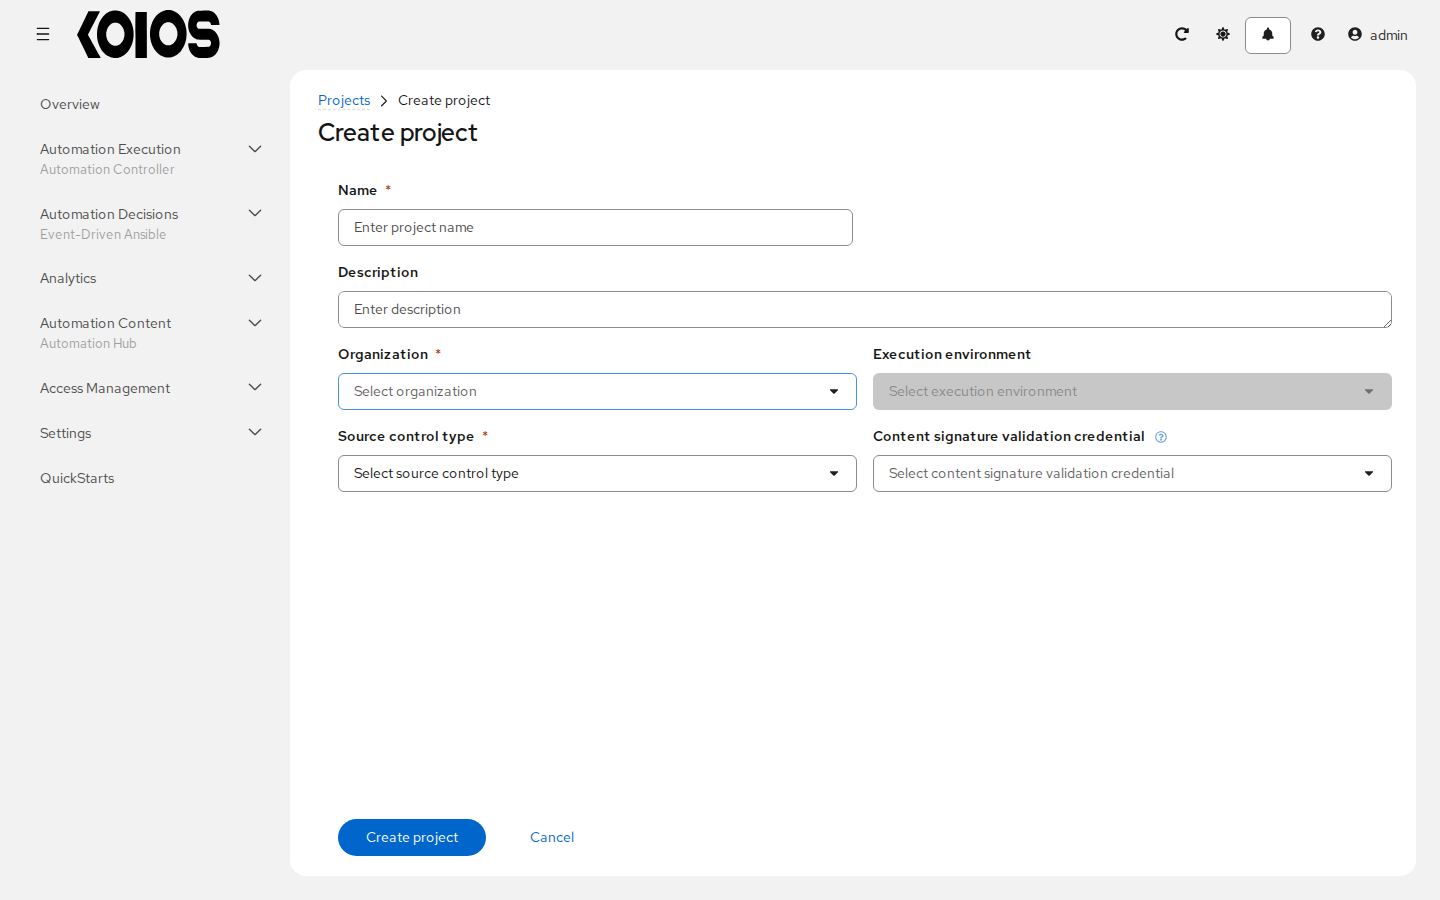 KOIOS
admin
Overview
Automation Execution
Automation Controller
Automation Decisions
Event-Driven Ansible
Analytics
Automation Content
Automation Hub
Access Management
Settings
QuickStarts
Projects
Create project
Create project
Name *
Enter project name
Description
Enter description
Organization *
Select organization
Execution environment
Select execution environment
Source control type *
Select source control type
Content signature validation credential
Select content signature validation credential
Create project
Cancel